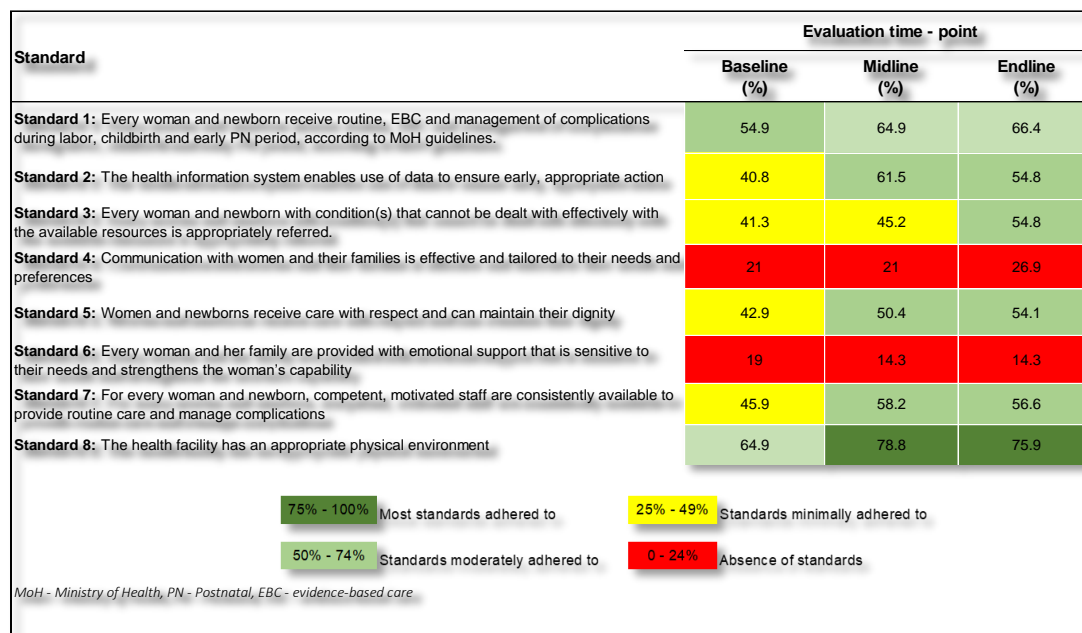 Evaluation time - point
Standard
Baseline (%) Midline (%) Endline (%)
Standard 1: Every woman and newborn receive routine, EBC and management of complications
during labor, childbirth and early PN period, according to MoH guidelines.
54.9 64.9 66.4
Standard 2: The health information system enables use of data to ensure early, appropriate action
40.8 61.5 54.8
Standard 3: Every woman and newborn with condition(s) that cannot be dealt with effectively with
the available resources is appropriately referred.
41.3 45.2 54.8
Standard 4: Communication with women and their families is effective and tailored to their needs and
preferences
21 21 26.9
Standard 5: Women and newborns receive care with respect and can maintain their dignity
42.9 50.4 54.1
Standard 6: Every woman and her family are provided with emotional support that is sensitive to
their needs and strengthens the woman's capability
19 14.3 14.3
Standard 7: For every woman and newborn, competent, motivated staff are consistently available to
provide routine care and manage complications
45.9 58.2 56.6
Standard 8: The health facility has an appropriate physical environment
64.9 78.8 75.9
75% - 100% Most standards adhered to 25% - 49% Standards minimally adhered to
50% - 74% Standards moderately adhered to 0 - 24% Absence of standards
MoH - Ministry of Health, PN - Postnatal, EBC - evidence-based care